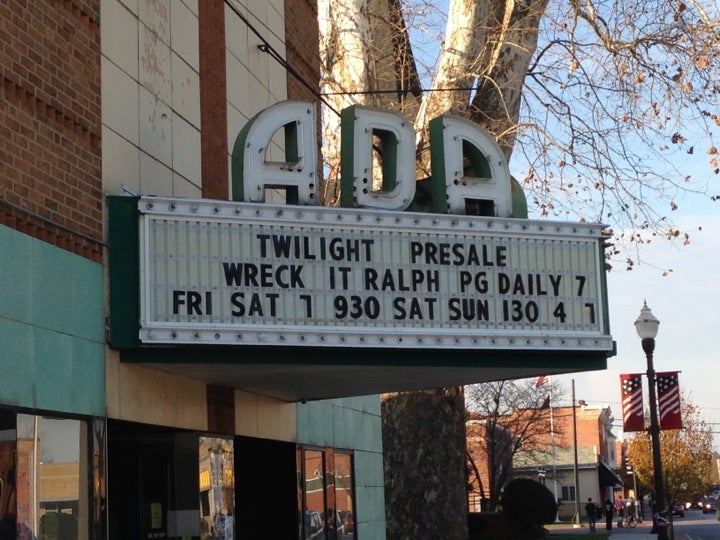 ADA
TWILIGHT PRESALE
WRECK IT RALPH PG DAILY 7
FRI SAT 7 930 SAT SUN 130 4 7